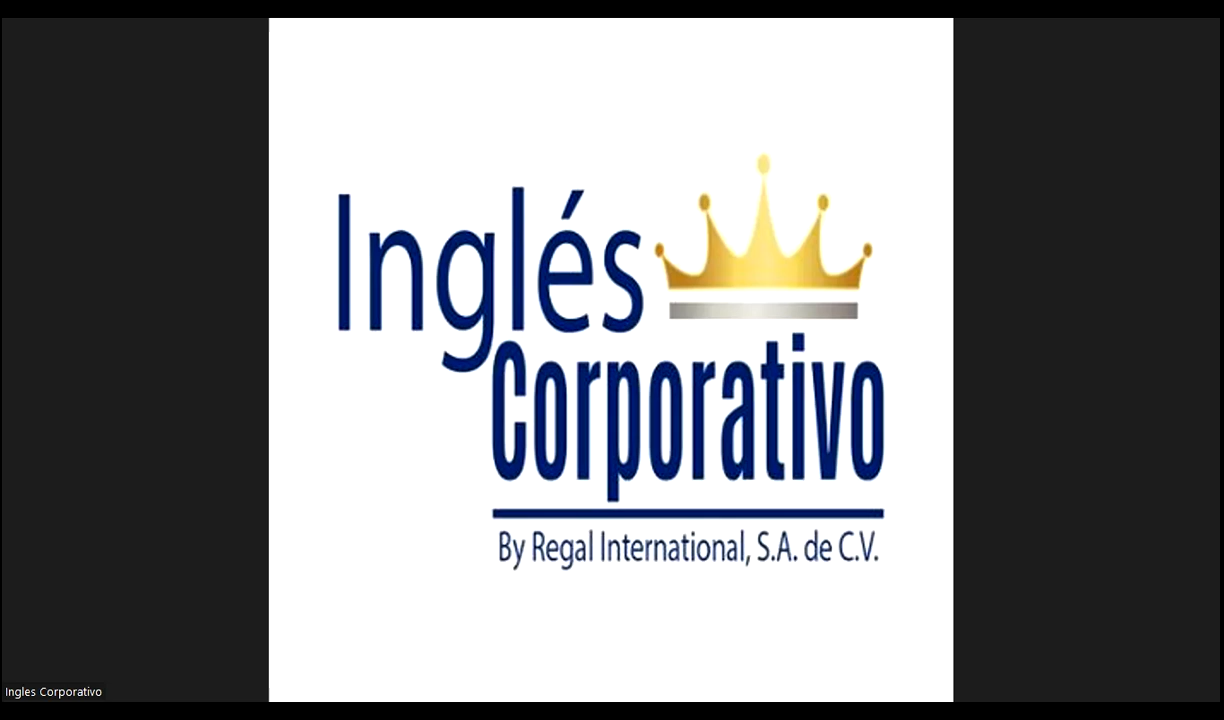 Inglés
Corporativo
By Regal International, S.A. de C.V.
Ingles Corporativo